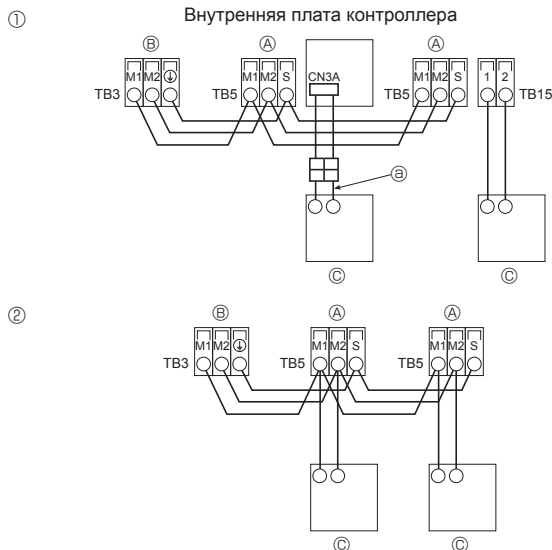 ① Внутренняя плата контроллера
Ⓑ Ⓐ Ⓐ
M1 M2 ⏚ M1 M2 S CN3A M1 M2 S 1 2
TB3 TB5 TB5 TB15
ⓐ
Ⓒ Ⓒ
② Ⓑ Ⓐ Ⓐ
M1 M2 ⏚ M1 M2 S M1 M2 S
TB3 TB5 TB5
Ⓒ Ⓒ